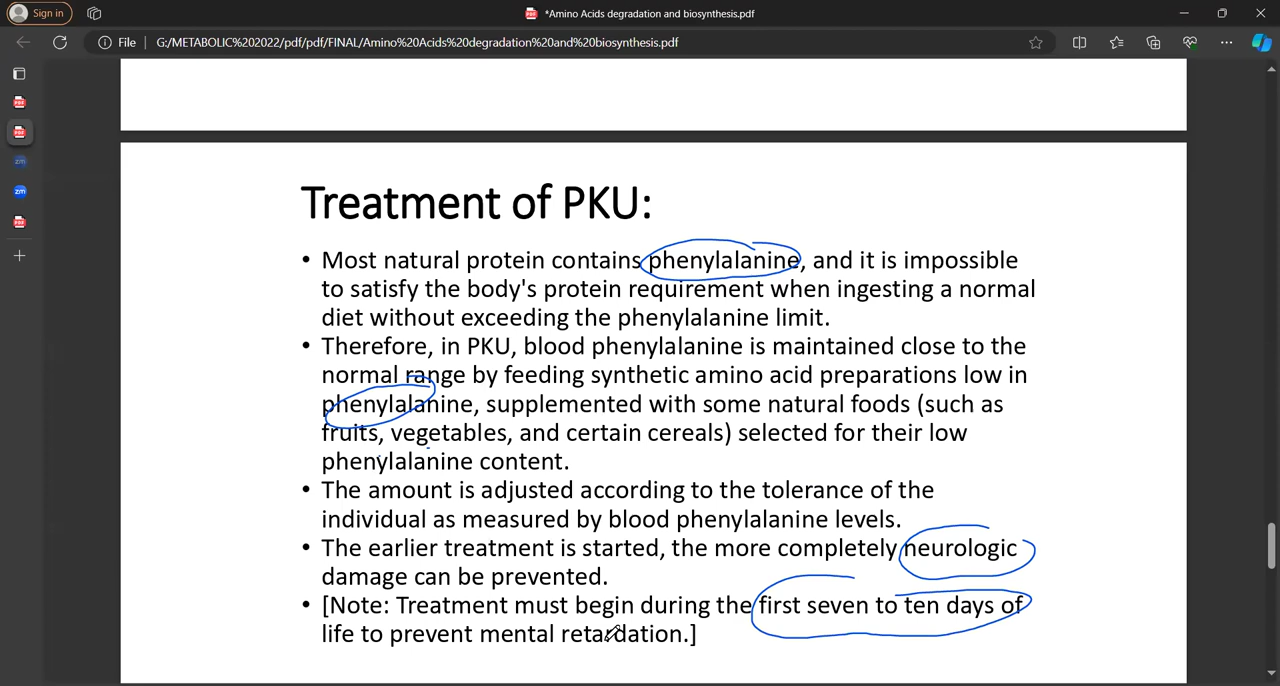 Sign in
*Amino Acids degradation and biosynthesis.pdf
File
G:/METABOLIC%202022/pdf/pdf/FINAL/Amino%20Acids%20degradation%20and%20biosynthesis.pdf
PDF
PDF
zm
zm
PDF
Treatment of PKU:
• Most natural protein contains phenylalanine, and it is impossible
to satisfy the body's protein requirement when ingesting a normal
diet without exceeding the phenylalanine limit.
• Therefore, in PKU, blood phenylalanine is maintained close to the
normal range by feeding synthetic amino acid preparations low in
phenylalanine, supplemented with some natural foods (such as
fruits, vegetables, and certain cereals) selected for their low
phenylalanine content.
• The amount is adjusted according to the tolerance of the
individual as measured by blood phenylalanine levels.
• The earlier treatment is started, the more completely neurologic
damage can be prevented.
• [Note: Treatment must begin during the first seven to ten days of
life to prevent mental retardation.]